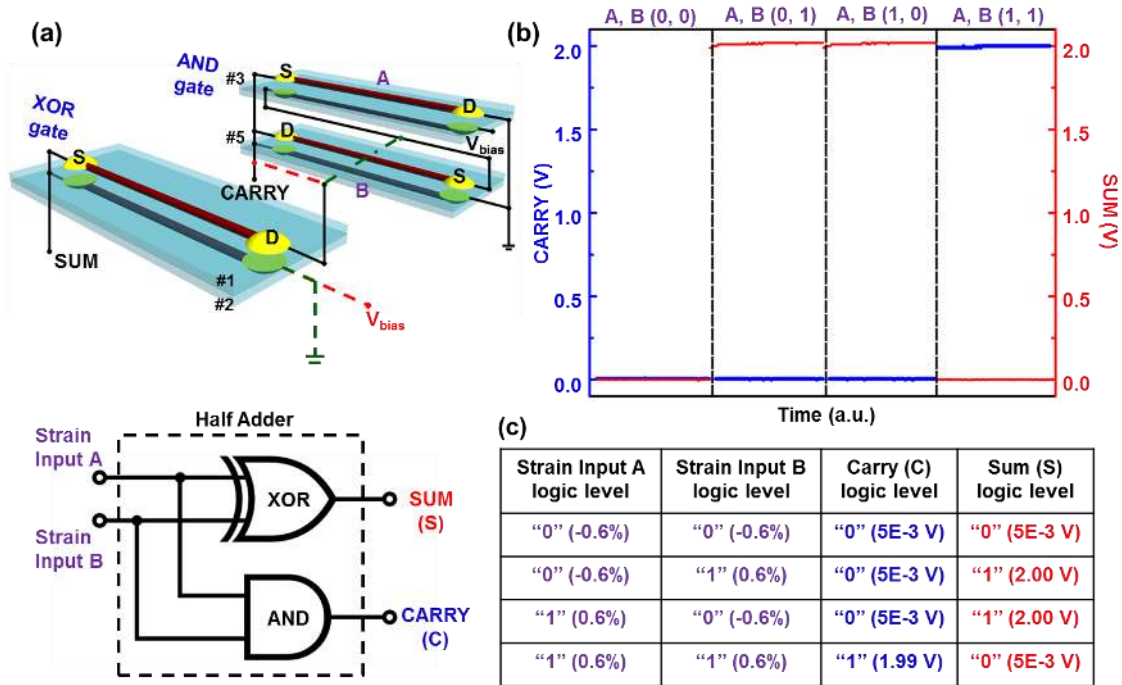 (a)
AND
gate
#3
S
A
D
V_bias
XOR
gate
#5
D
S
B
CARRY
S
D
SUM
#1
#2
V_bias
Half Adder
Strain
Input A
XOR
SUM
(S)
Strain
Input B
AND
CARRY
(C)
(b)
A, B (0, 0) A, B (0, 1) A, B (1, 0) A, B (1, 1)
CARRY (V)
2.0
1.5
1.0
0.5
0.0
2.0
1.5
1.0
0.5
0.0
SUM (V)
Time (a.u.)
(c)
Strain Input A logic level Strain Input B logic level Carry (C) logic level Sum (S) logic level
“0” (-0.6%) “0” (-0.6%) “0” (5E-3 V) “0” (5E-3 V)
“0” (-0.6%) “1” (0.6%) “0” (5E-3 V) “1” (2.00 V)
“1” (0.6%) “0” (-0.6%) “0” (5E-3 V) “1” (2.00 V)
“1” (0.6%) “1” (0.6%) “1” (1.99 V) “0” (5E-3 V)